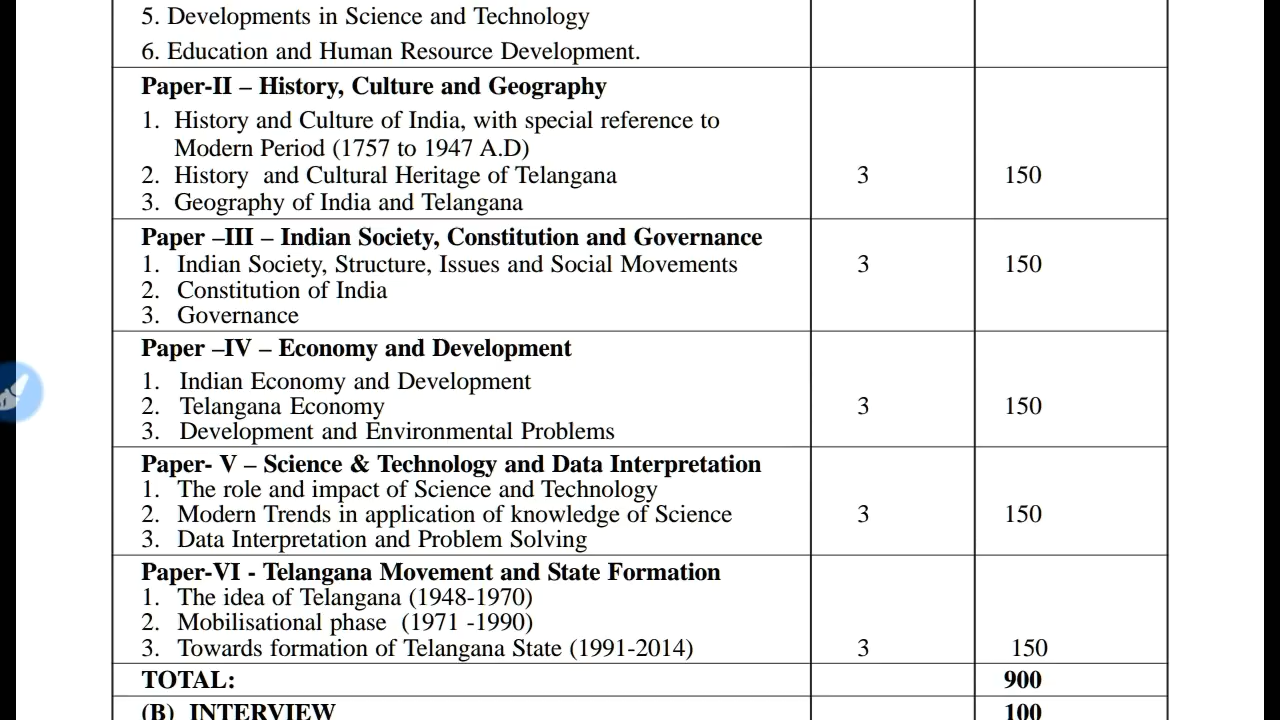 5. Developments in Science and Technology
6. Education and Human Resource Development.
Paper-II – History, Culture and Geography
1. History and Culture of India, with special reference to
Modern Period (1757 to 1947 A.D)
2. History and Cultural Heritage of Telangana 3 150
3. Geography of India and Telangana
Paper –III – Indian Society, Constitution and Governance
1. Indian Society, Structure, Issues and Social Movements 3 150
2. Constitution of India
3. Governance
Paper –IV – Economy and Development
1. Indian Economy and Development
2. Telangana Economy 3 150
3. Development and Environmental Problems
Paper- V – Science & Technology and Data Interpretation
1. The role and impact of Science and Technology
2. Modern Trends in application of knowledge of Science 3 150
3. Data Interpretation and Problem Solving
Paper-VI - Telangana Movement and State Formation
1. The idea of Telangana (1948-1970)
2. Mobilisational phase (1971 -1990)
3. Towards formation of Telangana State (1991-2014) 3 150
TOTAL: 900
(B) INTERVIEW 100